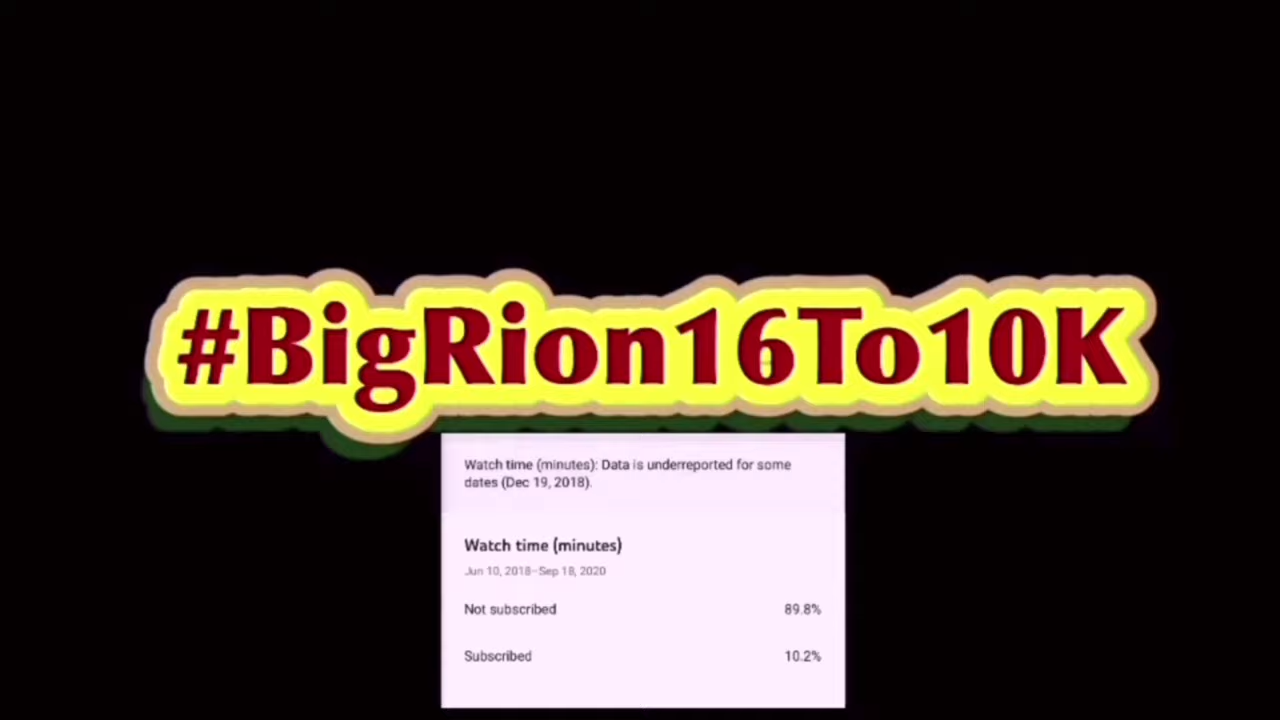 #BigRion16To10K
Watch time (minutes): Data is underreported for some
dates (Dec 19, 2018).
Watch time (minutes)
Jun 10, 2018–Sep 18, 2020
Not subscribed 89.8%
Subscribed 10.2%